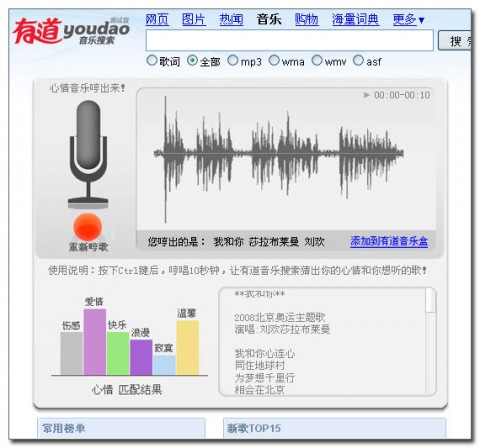 有道 youdao 测试版
音乐搜索
网页 图片 热闻 音乐 购物 海量词典 更多▼
搜 索
歌词 全部 mp3 wma wmv asf
心情音乐哼出来!
00:00-00:10
重新哼歌
您哼出的是: 我和你 莎拉布莱曼 刘欢 添加到有道音乐盒
使用说明:按下Ctrl键后,哼唱10秒钟,让有道音乐搜索猜出你的心情和你想听的歌!
伤感
爱情
快乐
浪漫
寂寞
温馨
心情 匹配结果
**我和你**
2008北京奥运主题歌
演唱:刘欢莎拉布莱曼
我和你心连心
同住地球村
为梦想千里行
相会在北京
常用榜单
新歌TOP15